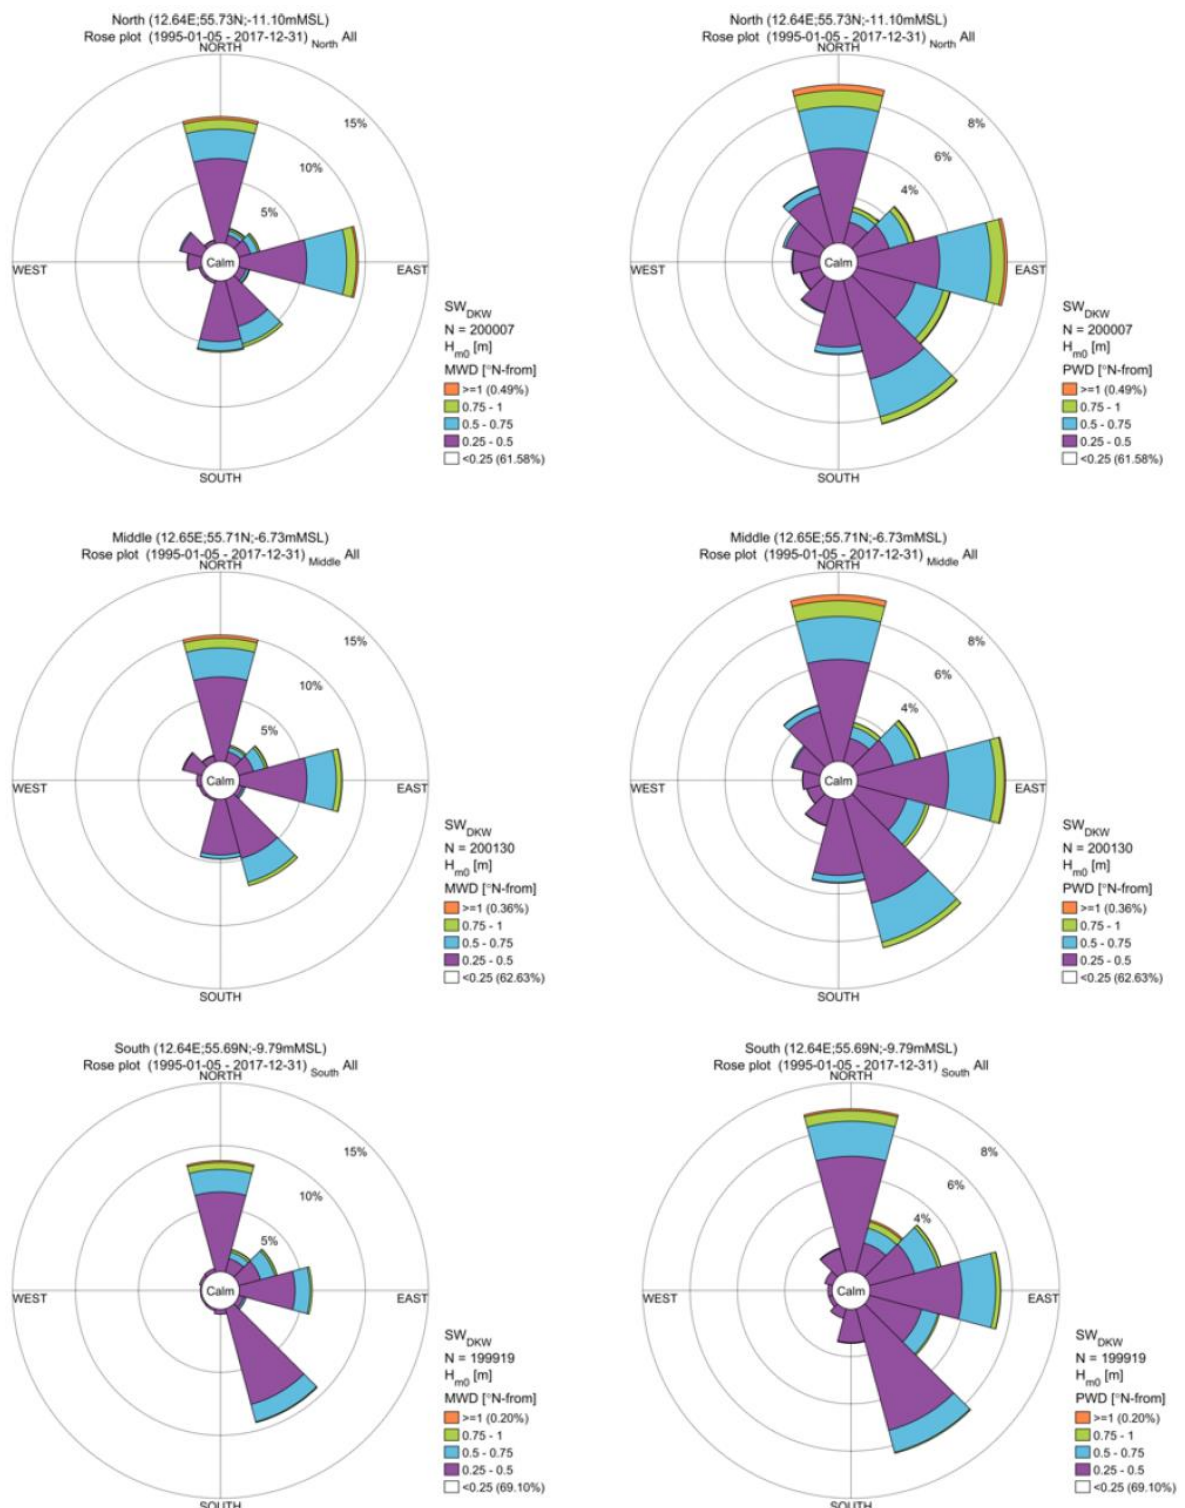 North (12.64E;55.73N;-11.10mMSL)
Rose plot (1995-01-05 - 2017-12-31) North All
NORTH
15%
10%
5%
Calm
WEST
EAST
SOUTH
SW DKW
N = 200007
Hm0 [m]
MWD [°N-from]
>=1 (0.49%)
0.75 - 1
0.5 - 0.75
0.25 - 0.5
<0.25 (61.58%)
North (12.64E;55.73N;-11.10mMSL)
Rose plot (1995-01-05 - 2017-12-31) North All
NORTH
8%
6%
4%
Calm
WEST
EAST
SOUTH
SW DKW
N = 200007
Hm0 [m]
PWD [°N-from]
>=1 (0.49%)
0.75 - 1
0.5 - 0.75
0.25 - 0.5
<0.25 (61.58%)
Middle (12.65E;55.71N;-6.73mMSL)
Rose plot (1995-01-05 - 2017-12-31) Middle All
NORTH
15%
10%
5%
Calm
WEST
EAST
SOUTH
SW DKW
N = 200130
Hm0 [m]
MWD [°N-from]
>=1 (0.36%)
0.75 - 1
0.5 - 0.75
0.25 - 0.5
<0.25 (62.63%)
Middle (12.65E;55.71N;-6.73mMSL)
Rose plot (1995-01-05 - 2017-12-31) Middle All
NORTH
8%
6%
4%
Calm
WEST
EAST
SOUTH
SW DKW
N = 200130
Hm0 [m]
PWD [°N-from]
>=1 (0.36%)
0.75 - 1
0.5 - 0.75
0.25 - 0.5
<0.25 (62.63%)
South (12.64E;55.69N;-9.79mMSL)
Rose plot (1995-01-05 - 2017-12-31) South All
NORTH
15%
10%
5%
Calm
WEST
EAST
SOUTH
SW DKW
N = 199919
Hm0 [m]
MWD [°N-from]
>=1 (0.20%)
0.75 - 1
0.5 - 0.75
0.25 - 0.5
<0.25 (69.10%)
South (12.64E;55.69N;-9.79mMSL)
Rose plot (1995-01-05 - 2017-12-31) South All
NORTH
8%
6%
4%
Calm
WEST
EAST
SOUTH
SW DKW
N = 199919
Hm0 [m]
PWD [°N-from]
>=1 (0.20%)
0.75 - 1
0.5 - 0.75
0.25 - 0.5
<0.25 (69.10%)